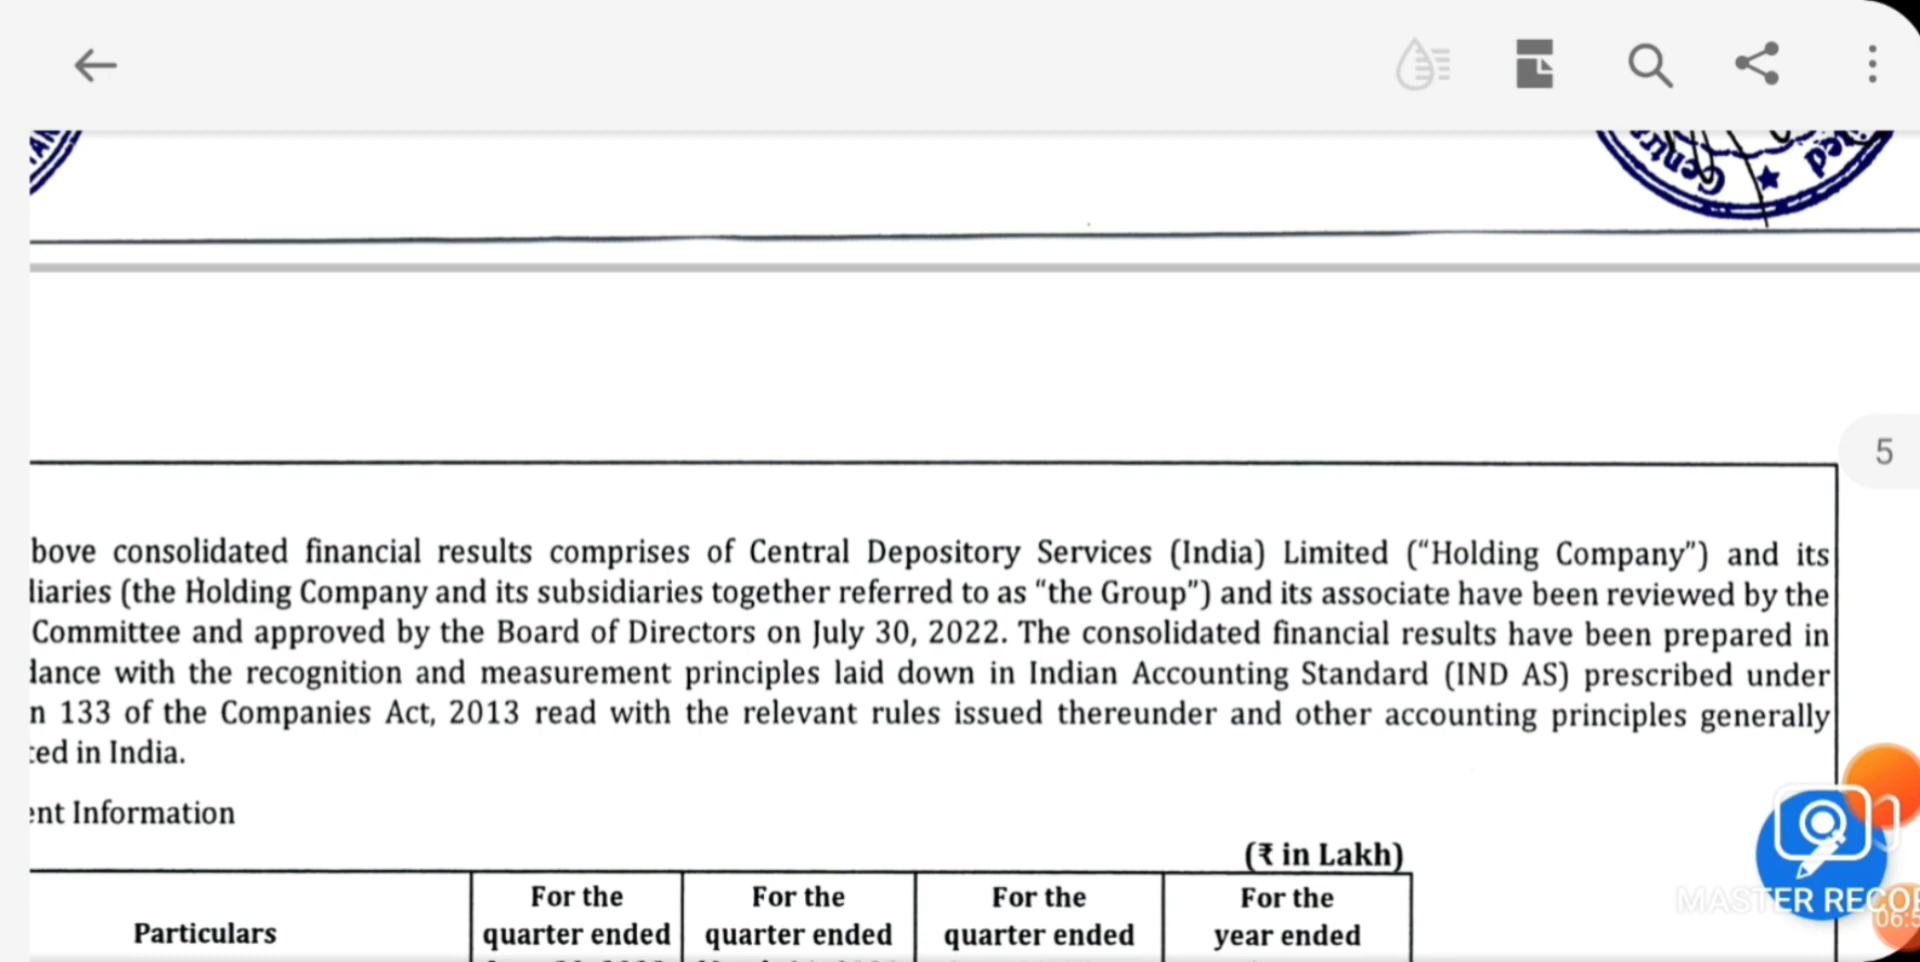 Centr
ed
5
bove consolidated financial results comprises of Central Depository Services (India) Limited (“Holding Company”) and its
liaries (the Holding Company and its subsidiaries together referred to as “the Group”) and its associate have been reviewed by the
Committee and approved by the Board of Directors on July 30, 2022. The consolidated financial results have been prepared in
dance with the recognition and measurement principles laid down in Indian Accounting Standard (IND AS) prescribed under
n 133 of the Companies Act, 2013 read with the relevant rules issued thereunder and other accounting principles generally
ted in India.
ent Information
(₹ in Lakh)
Particulars
For the
quarter ended
For the
quarter ended
For the
quarter ended
For the
year ended
MASTER RECO
06:5